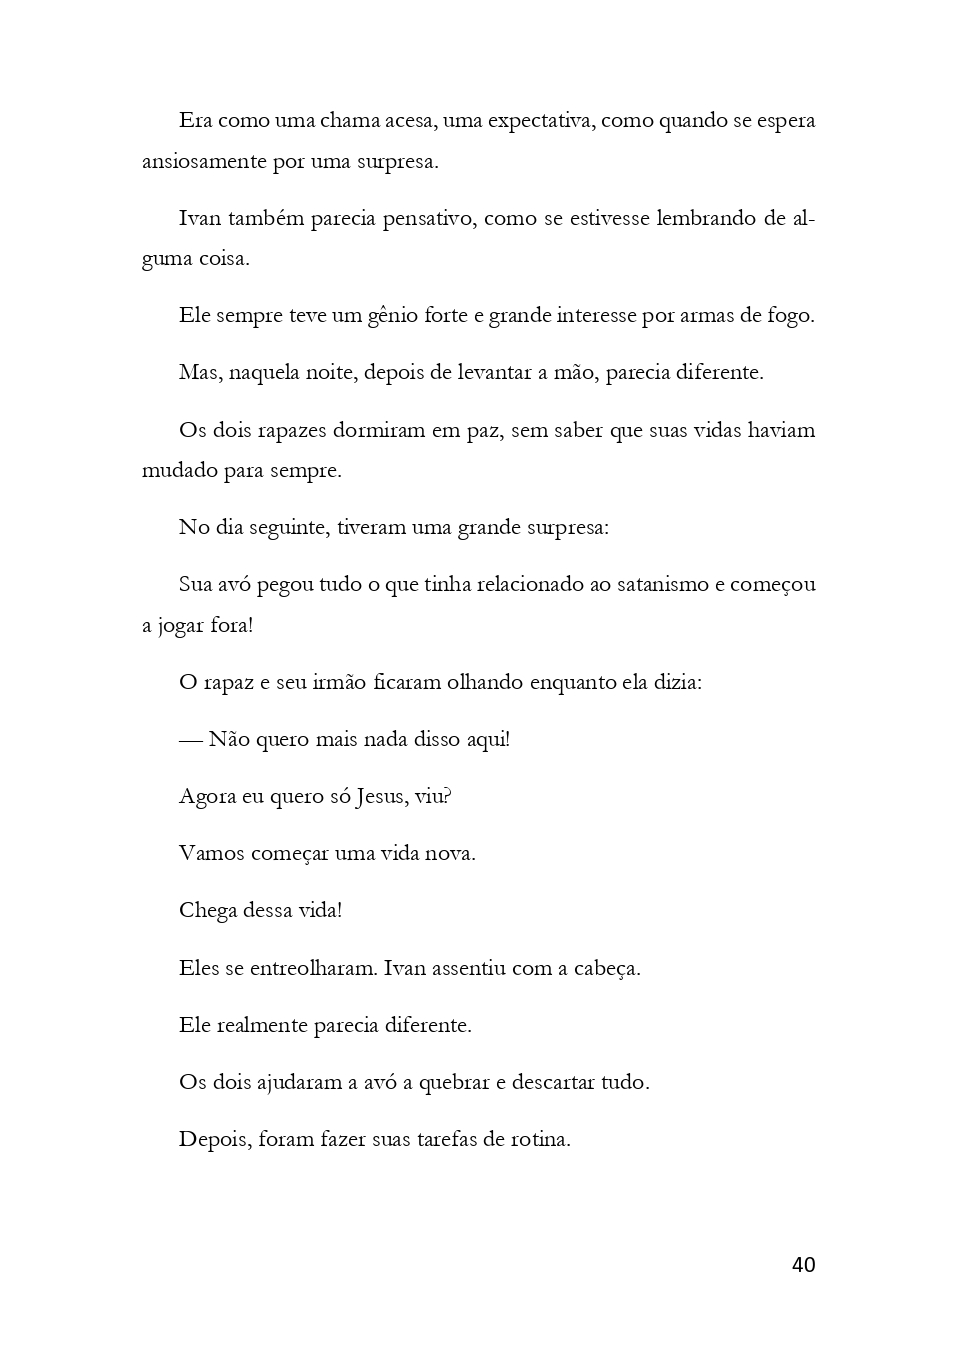 Era como uma chama acesa, uma expectativa, como quando se espera
ansiosamente por uma surpresa.
Ivan também parecia pensativo, como se estivesse lembrando de al-
guma coisa.
Ele sempre teve um gênio forte e grande interesse por armas de fogo.
Mas, naquela noite, depois de levantar a mão, parecia diferente.
Os dois rapazes dormiram em paz, sem saber que suas vidas haviam
mudado para sempre.
No dia seguinte, tiveram uma grande surpresa:
Sua avó pegou tudo o que tinha relacionado ao satanismo e começou
a jogar fora!
O rapaz e seu irmão ficaram olhando enquanto ela dizia:
— Não quero mais nada disso aqui!
Agora eu quero só Jesus, viu?
Vamos começar uma vida nova.
Chega dessa vida!
Eles se entreolharam. Ivan assentiu com a cabeça.
Ele realmente parecia diferente.
Os dois ajudaram a avó a quebrar e descartar tudo.
Depois, foram fazer suas tarefas de rotina.
40